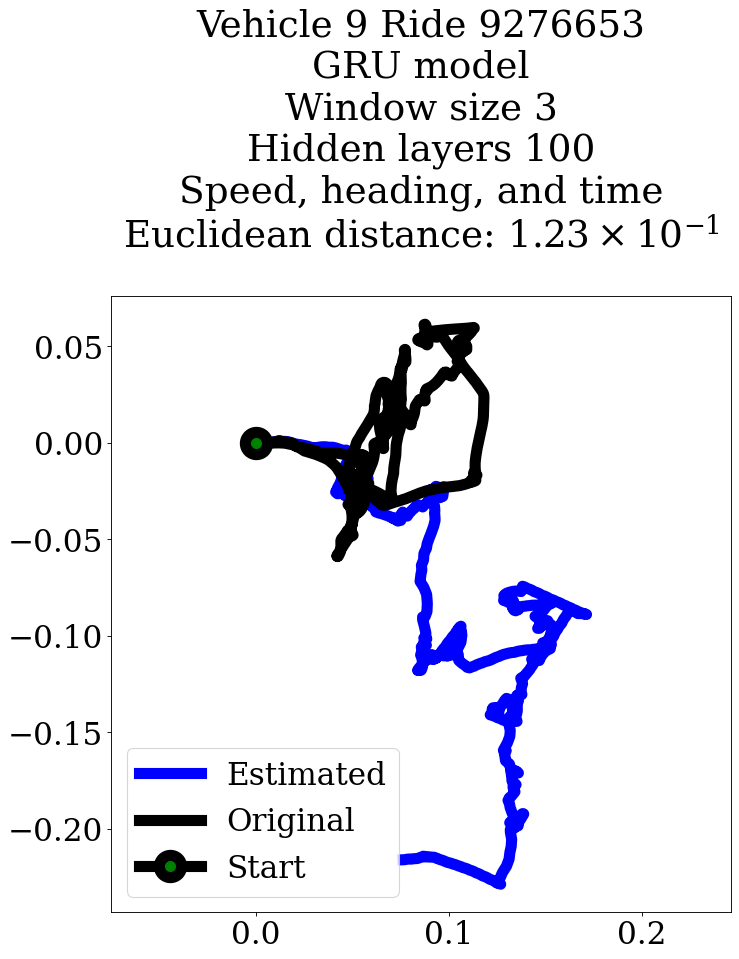 Vehicle 9 Ride 9276653
GRU model
Window size 3
Hidden layers 100
Speed, heading, and time
Euclidean distance: 1.23 × 10⁻¹
0.05
0.00
−0.05
−0.10
−0.15
−0.20
Estimated
Original
Start
0.0 0.1 0.2